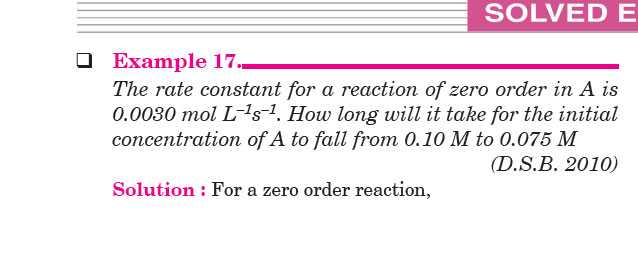 SOLVED E
❑ Example 17.
The rate constant for a reaction of zero order in A is
0.0030 mol L⁻¹s⁻¹. How long will it take for the initial
concentration of A to fall from 0.10 M to 0.075 M
(D.S.B. 2010)
Solution : For a zero order reaction,